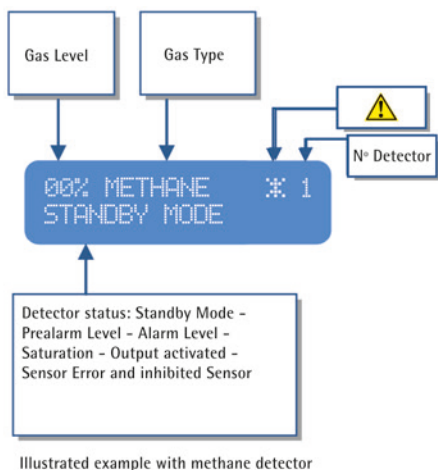 Gas Level
Gas Type
N° Detector
00% METHANE 1
STANDBY MODE
Detector status: Standby Mode -
Prealarm Level - Alarm Level -
Saturation - Output activated -
Sensor Error and inhibited Sensor
Illustrated example with methane detector